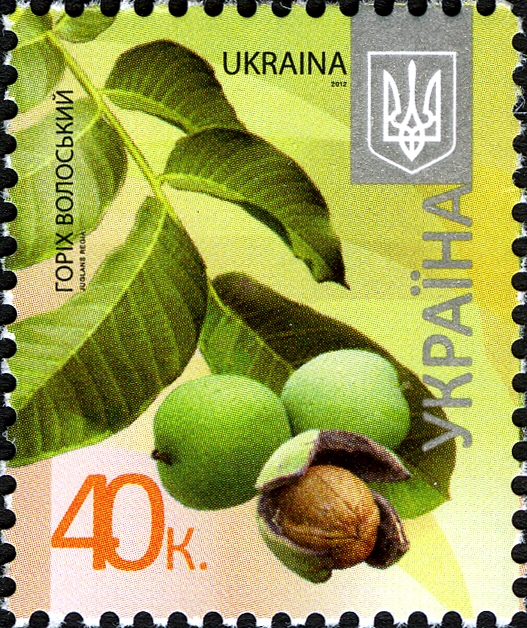 UKRAINA
2012
УКРАЇНА
ГОРІХ ВОЛОСЬКИЙ
JUGLANS REGIA
40к.